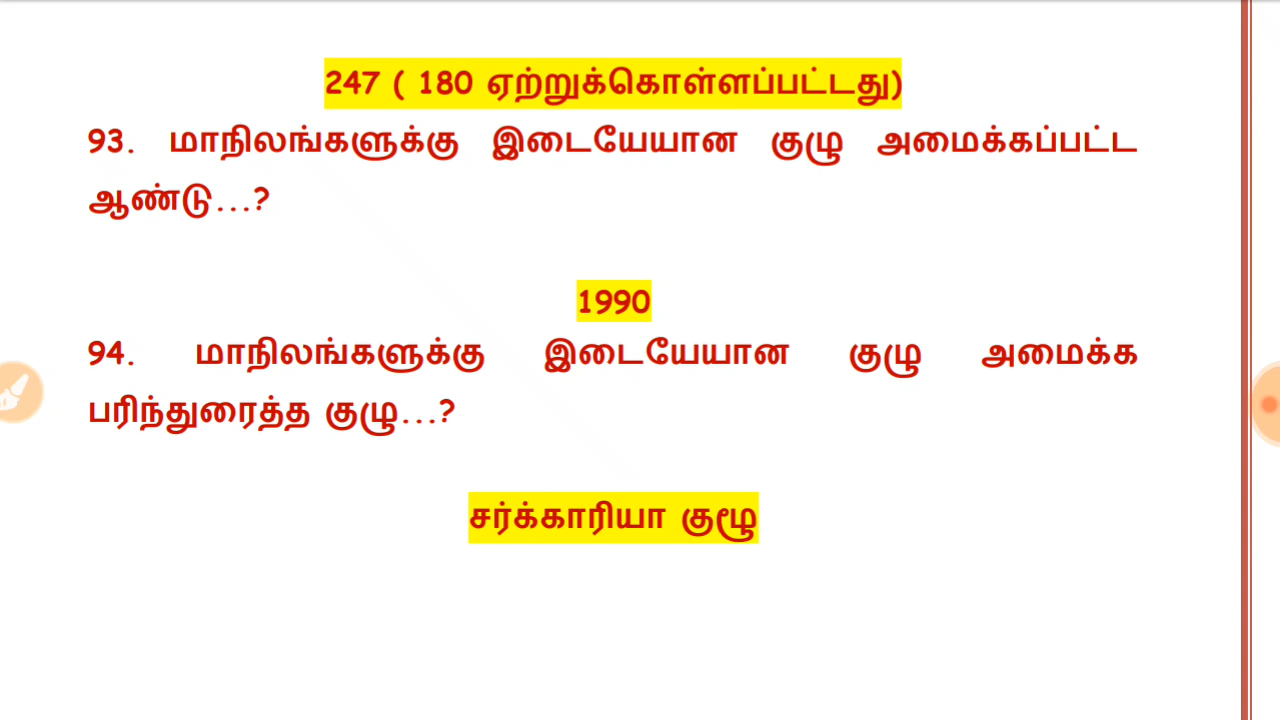 247 ( 180 ஏற்றுக்கொள்ளப்பட்டது)
93. மாநிலங்களுக்கு இடையேயான குழு அமைக்கப்பட்ட
ஆண்டு...?
1990
94. மாநிலங்களுக்கு இடையேயான குழு அமைக்க
பரிந்துரைத்த குழு...?
சர்க்காரியா குழூ